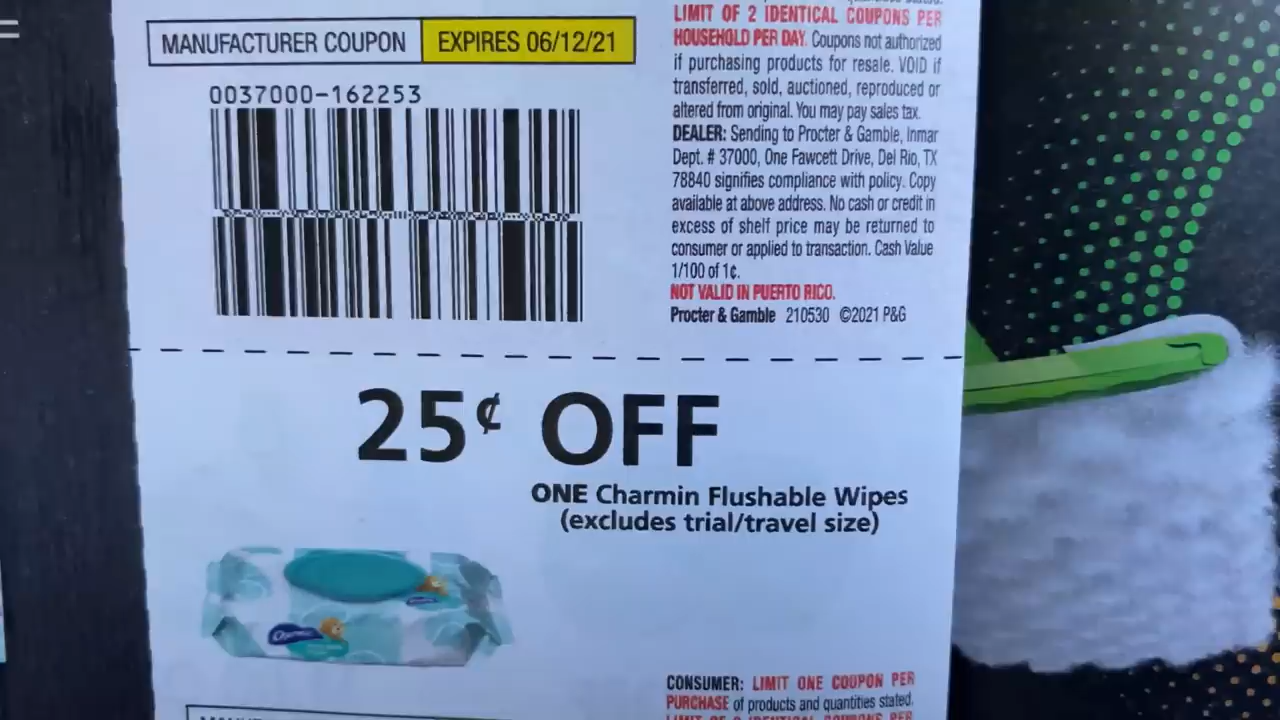 LIMIT OF 2 IDENTICAL COUPONS PER
HOUSEHOLD PER DAY. Coupons not authorized
if purchasing products for resale. VOID if
transferred, sold, auctioned, reproduced or
altered from original. You may pay sales tax.
DEALER: Sending to Procter & Gamble, Inmar
Dept. # 37000, One Fawcett Drive, Del Rio, TX
78840 signifies compliance with policy. Copy
available at above address. No cash or credit in
excess of shelf price may be returned to
consumer or applied to transaction. Cash Value
1/100 of 1¢.
NOT VALID IN PUERTO RICO.
Procter & Gamble 210530 ©2021 P&G
MANUFACTURER COUPON EXPIRES 06/12/21
0037000-162253
25¢ OFF
ONE Charmin Flushable Wipes
(excludes trial/travel size)
Charmin
CONSUMER: LIMIT ONE COUPON PER
PURCHASE of products and quantities stated.
LIMIT OF 2 IDENTICAL COUPONS PER